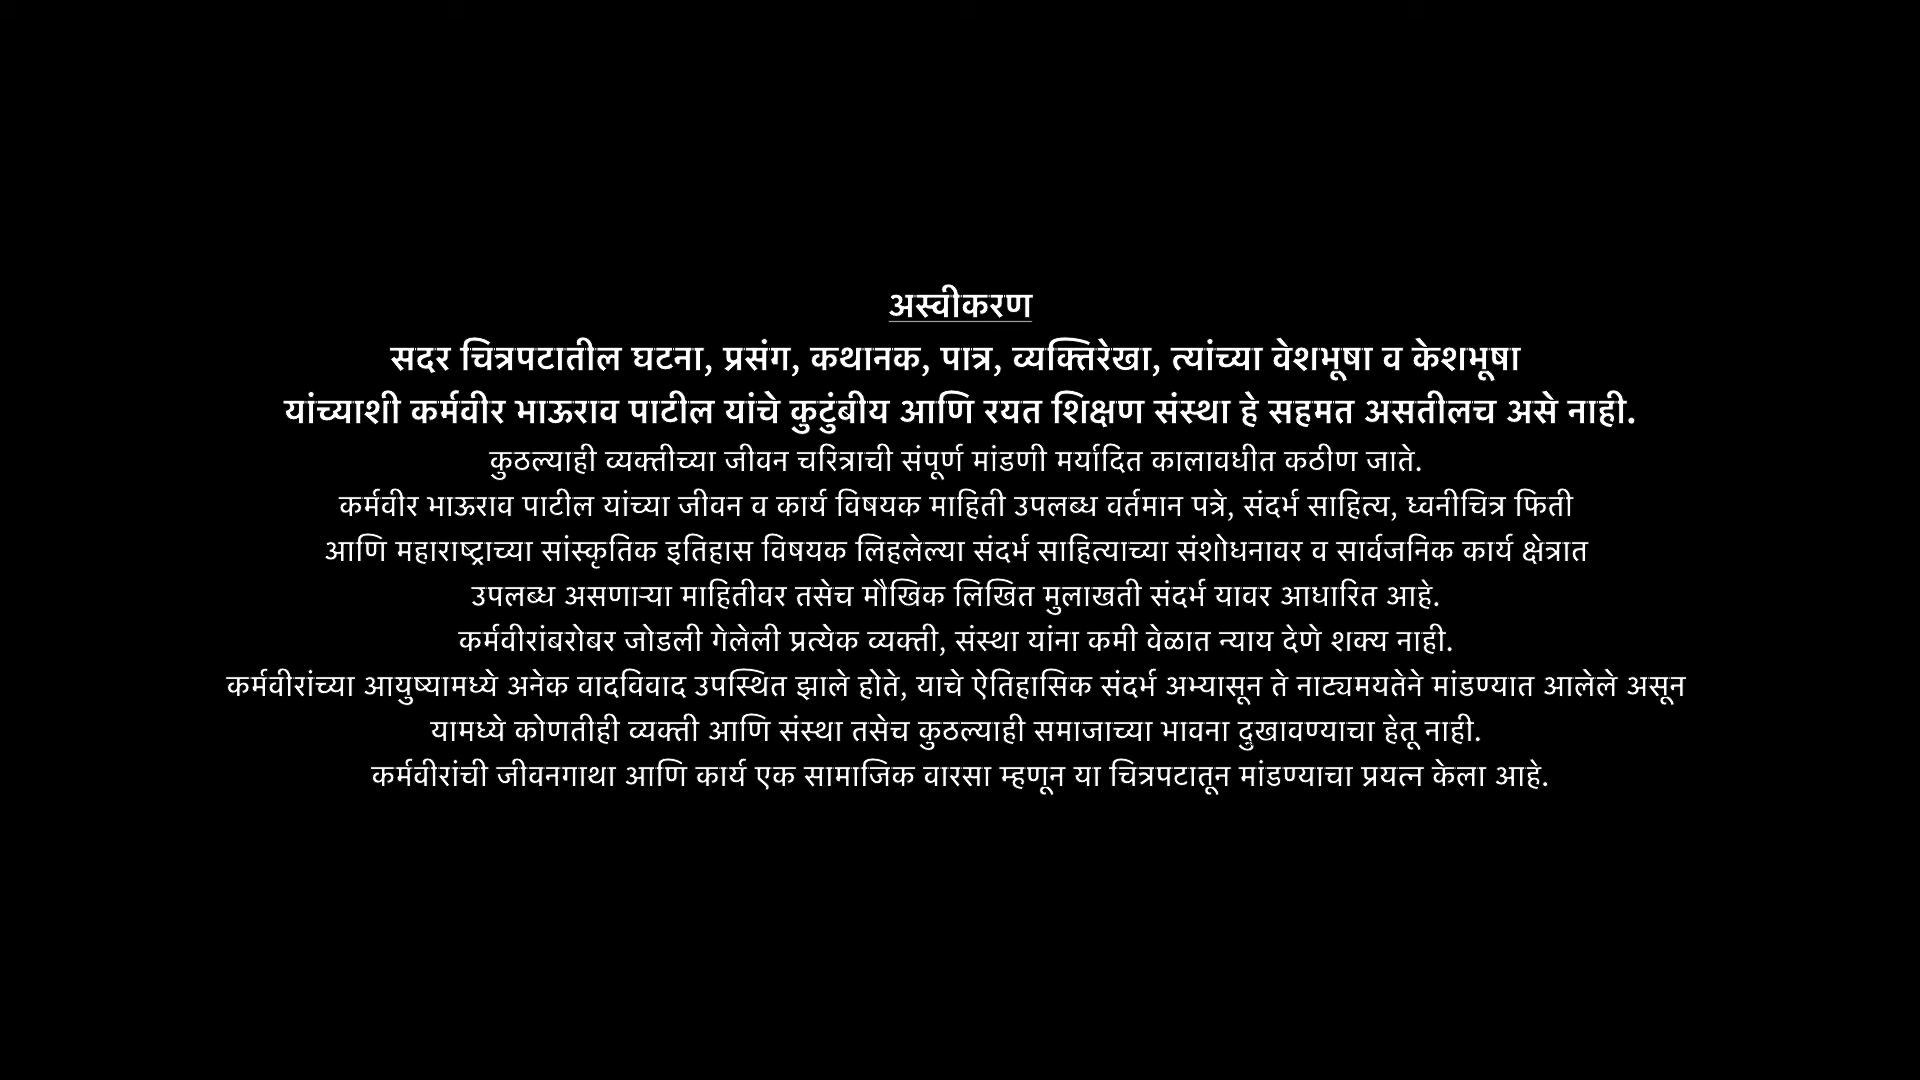 अस्वीकरण
सदर चित्रपटातील घटना, प्रसंग, कथानक, पात्र, व्यक्तिरेखा, त्यांच्या वेशभूषा व केशभूषा
यांच्याशी कर्मवीर भाऊराव पाटील यांचे कुटुंबीय आणि रयत शिक्षण संस्था हे सहमत असतीलच असे नाही.
कुठल्याही व्यक्तीच्या जीवन चरित्राची संपूर्ण मांडणी मर्यादित कालावधीत कठीण जाते.
कर्मवीर भाऊराव पाटील यांच्या जीवन व कार्य विषयक माहिती उपलब्ध वर्तमान पत्रे, संदर्भ साहित्य, ध्वनीचित्र फिती
आणि महाराष्ट्राच्या सांस्कृतिक इतिहास विषयक लिहलेल्या संदर्भ साहित्याच्या संशोधनावर व सार्वजनिक कार्य क्षेत्रात
उपलब्ध असणाऱ्या माहितीवर तसेच मौखिक लिखित मुलाखती संदर्भ यावर आधारित आहे.
कर्मवीरांबरोबर जोडली गेलेली प्रत्येक व्यक्ती, संस्था यांना कमी वेळात न्याय देणे शक्य नाही.
कर्मवीरांच्या आयुष्यामध्ये अनेक वादविवाद उपस्थित झाले होते, याचे ऐतिहासिक संदर्भ अभ्यासून ते नाट्यमयतेने मांडण्यात आलेले असून
यामध्ये कोणतीही व्यक्ती आणि संस्था तसेच कुठल्याही समाजाच्या भावना दुखावण्याचा हेतू नाही.
कर्मवीरांची जीवनगाथा आणि कार्य एक सामाजिक वारसा म्हणून या चित्रपटातून मांडण्याचा प्रयत्न केला आहे.